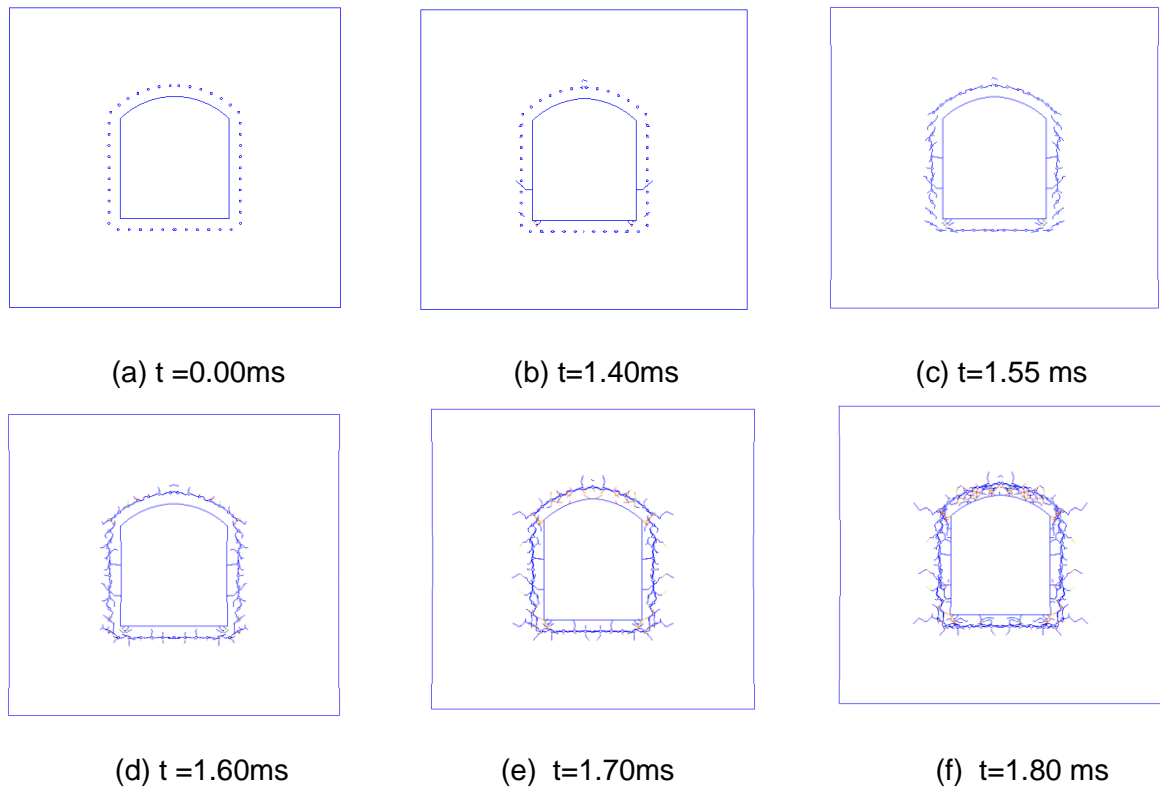 (a) t =0.00ms
(b) t=1.40ms
(c) t=1.55 ms
(d) t =1.60ms
(e) t=1.70ms
(f) t=1.80 ms